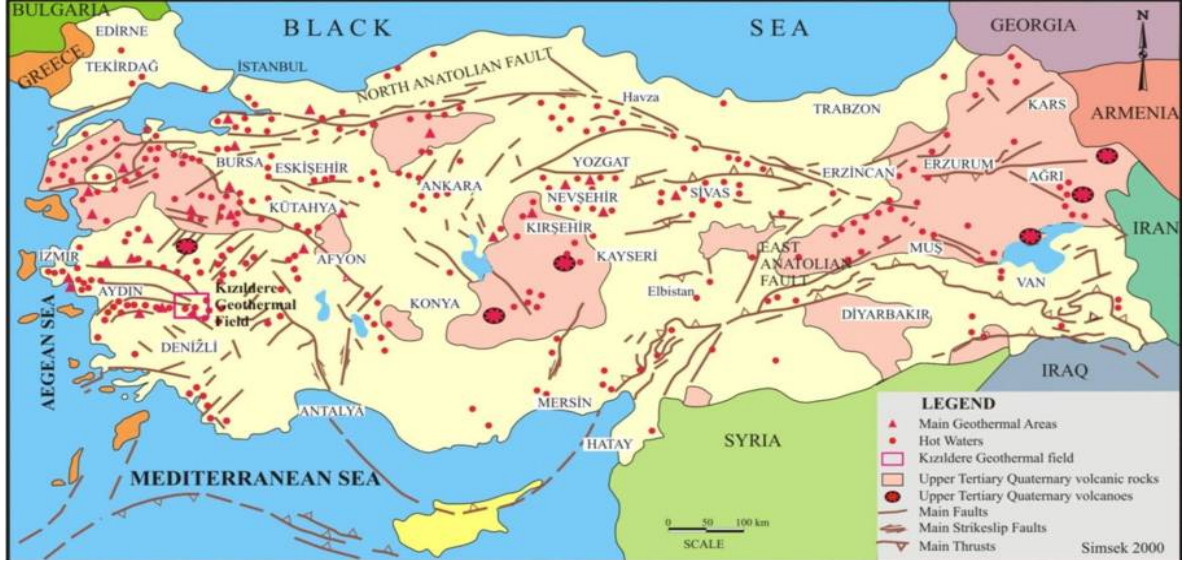 BULGARIA
BLACK SEA
GEORGIA
N
EDİRNE
GREECE
TEKİRDAĞ
İSTANBUL
NORTH ANATOLIAN FAULT
Havza
TRABZON
KARS
ARMENIA
BURSA
ESKİŞEHİR
ANKARA
YOZGAT
NEVŞEHİR
SİVAS
ERZİNCAN
ERZURUM
AĞRI
KÜTAHYA
KIRŞEHİR
İZMİR
AFYON
KAYSERİ
EAST
ANATOLIAN
FAULT
MUŞ
IRAN
AYDIN
Kızıldere
Geothermal
Field
KONYA
Elbistan
VAN
DİYARBAKIR
AEGEAN SEA
DENİZLİ
ANTALYA
MERSİN
HATAY
IRAQ
SYRIA
MEDITERRANEAN SEA
LEGEND
Main Geothermal Areas
Hot Waters
Kızıldere Geothermal field
Upper Tertiary Quaternary volcanic rocks
Upper Tertiary Quaternary volcanoes
Main Faults
Main Strikeslip Faults
Main Thrusts
Simsek 2000
0 50 100 km
SCALE